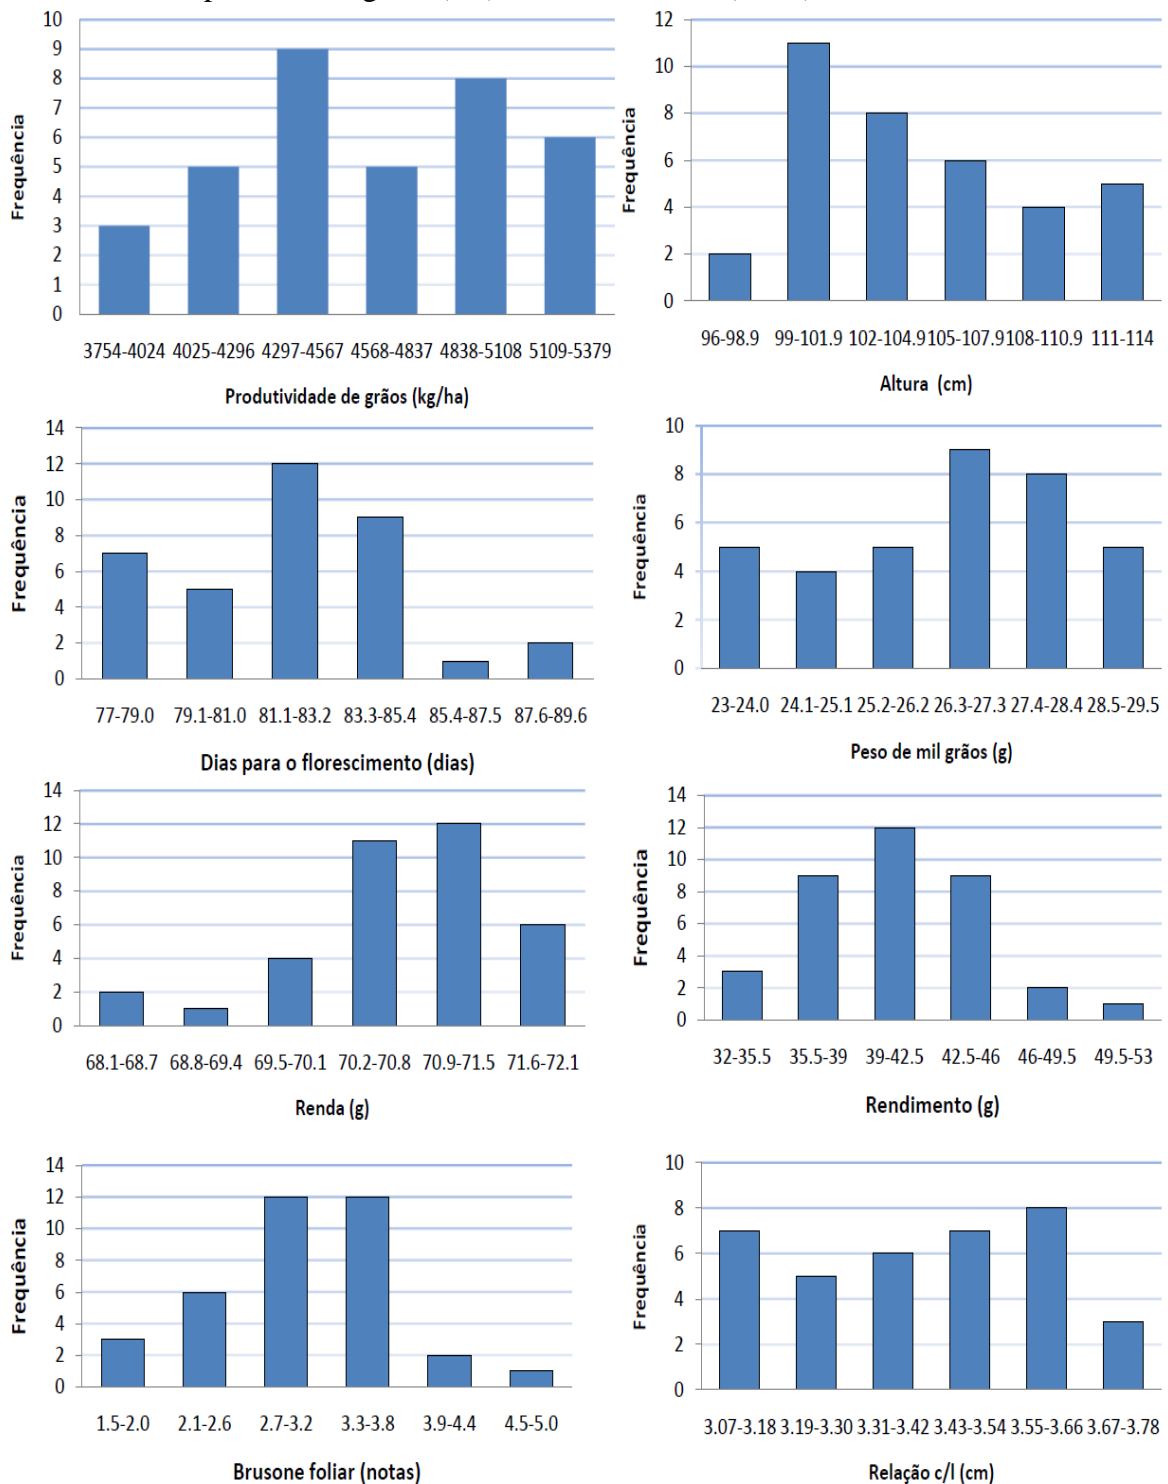 10
9
8
7
6
5
4
3
2
1
0
Frequência
3754-4024 4025-4296 4297-4567 4568-4837 4838-5108 5109-5379
Produtividade de grãos (kg/ha)
12
10
8
6
4
2
0
Frequência
96-98.9 99-101.9 102-104.9 105-107.9 108-110.9 111-114
Altura (cm)
14
12
10
8
6
4
2
0
Frequência
77-79.0 79.1-81.0 81.1-83.2 83.3-85.4 85.4-87.5 87.6-89.6
Dias para o florescimento (dias)
10
8
6
4
2
0
Frequência
23-24.0 24.1-25.1 25.2-26.2 26.3-27.3 27.4-28.4 28.5-29.5
Peso de mil grãos (g)
14
12
10
8
6
4
2
0
Frequência
68.1-68.7 68.8-69.4 69.5-70.1 70.2-70.8 70.9-71.5 71.6-72.1
Renda (g)
14
12
10
8
6
4
2
0
Frequência
32-35.5 35.5-39 39-42.5 42.5-46 46-49.5 49.5-53
Rendimento (g)
14
12
10
8
6
4
2
0
Frequência
1.5-2.0 2.1-2.6 2.7-3.2 3.3-3.8 3.9-4.4 4.5-5.0
Brusone foliar (notas)
10
8
6
4
2
0
Frequência
3.07-3.18 3.19-3.30 3.31-3.42 3.43-3.54 3.55-3.66 3.67-3.78
Relação c/l (cm)